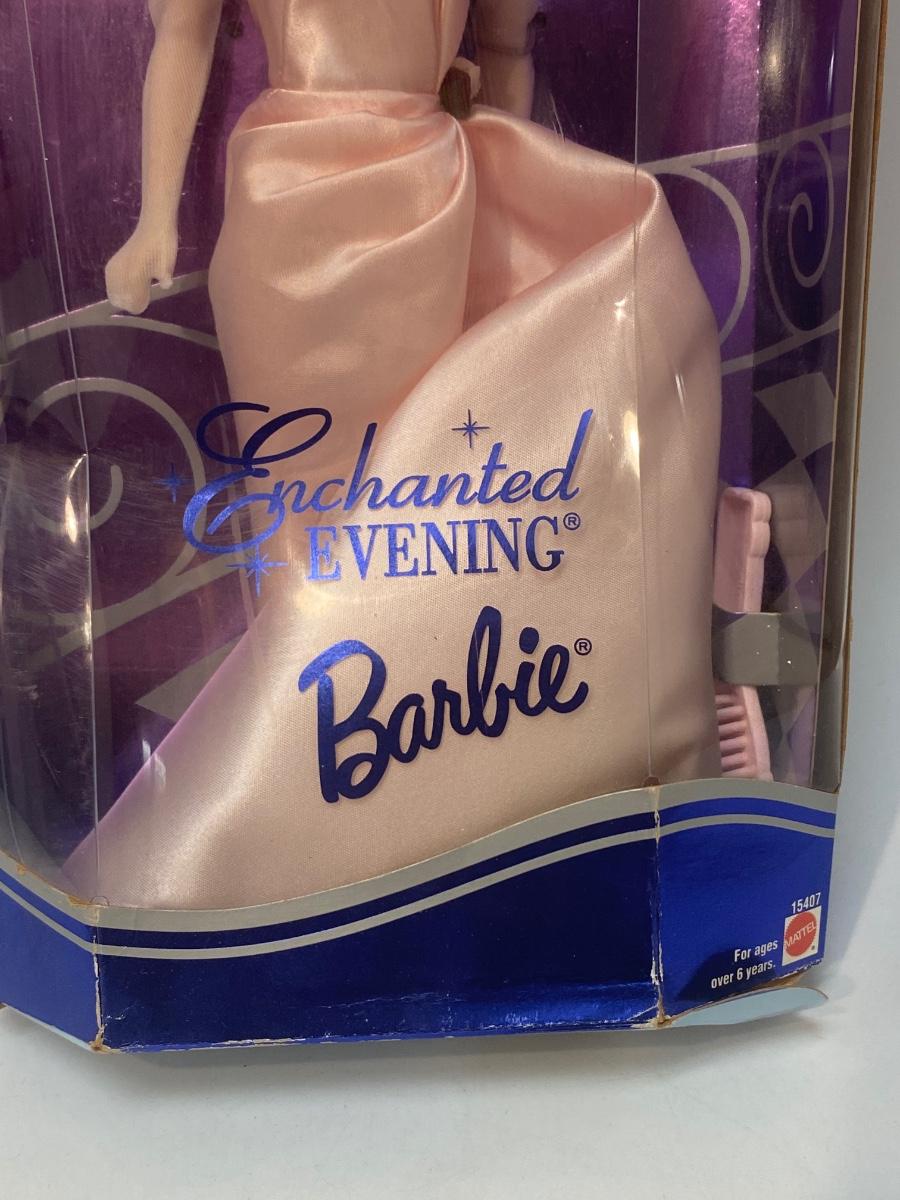 Enchanted
EVENING®
Barbie®
15407
MATTEL®
For ages
over 6 years.